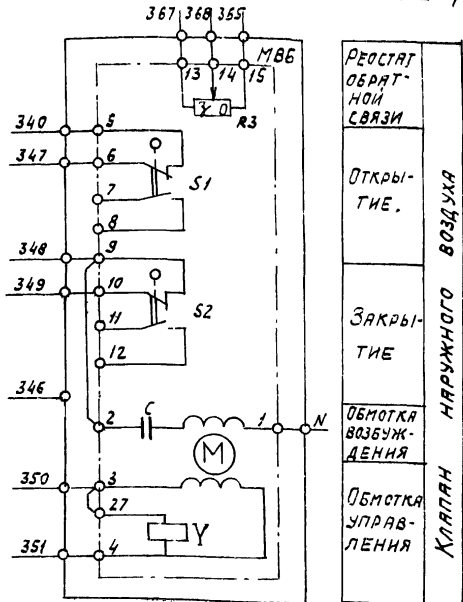 367 368 365
МВБ
13 14 15
З О
R3
РЕОСТАТ
ОБРАТ-
НОЙ
СВЯЗИ
340
5
347
6
7
S1
8
ОТКРЫ-
ТИЕ.
348
9
349
10
11
S2
12
ЗАКРЫ-
ТИЕ
346
2
C
1
N
M
ОБМОТКА
ВОЗБУЖ-
ДЕНИЯ
350
3
27
Y
351
4
ОБМОТКА
УПРАВ-
ЛЕНИЯ
КЛАПАН НАРУЖНОГО ВОЗДУХА